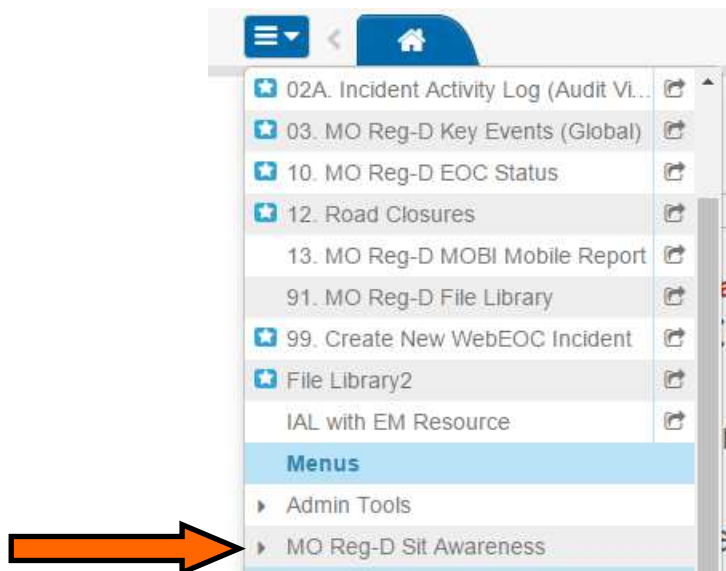 02A. Incident Activity Log (Audit Vi...
03. MO Reg-D Key Events (Global)
10. MO Reg-D EOC Status
12. Road Closures
13. MO Reg-D MOBI Mobile Report
91. MO Reg-D File Library
99. Create New WebEOC Incident
File Library2
IAL with EM Resource
Menus
Admin Tools
MO Reg-D Sit Awareness